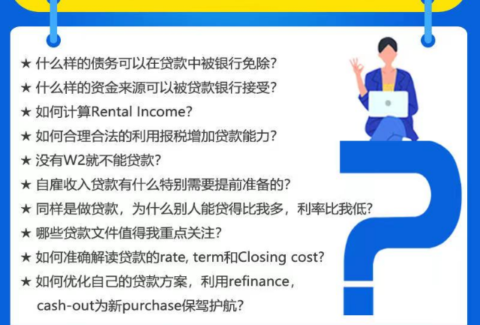 ★ 什么样的债务可以在贷款中被银行免除?
★ 什么样的资金来源可以被贷款银行接受?
★ 如何计算Rental Income?
★ 如何合理合法的利用报税增加贷款能力?
★ 没有W2就不能贷款?
★ 自雇收入贷款有什么特别需要提前准备的?
★ 同样是做贷款，为什么别人能贷得比我多，利率比我低?
★ 哪些贷款文件值得我重点关注?
★ 如何准确解读贷款的rate, term和Closing cost?
★ 如何优化自己的贷款方案，利用refinance，
cash-out为新purchase保驾护航?